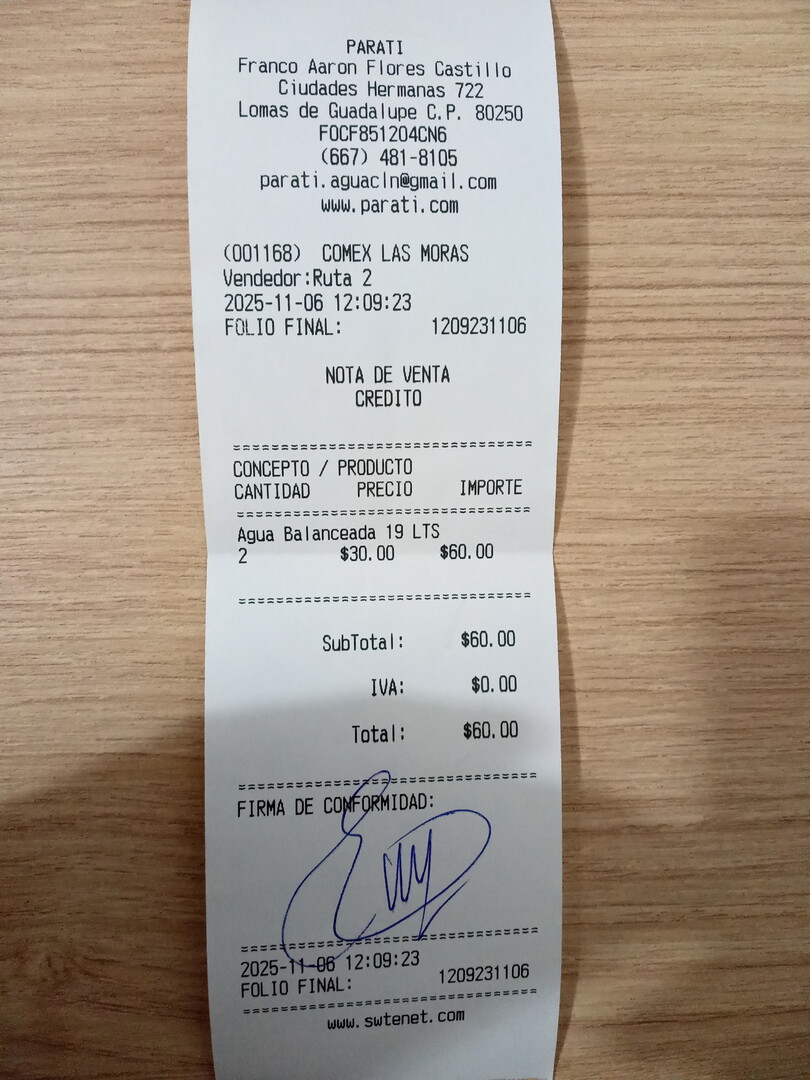 PARATI
Franco Aaron Flores Castillo
Ciudades Hermanas 722
Lomas de Guadalupe C.P. 80250
FOCF851204CN6
(667) 481-8105
parati.aguacln@gmail.com
www.parati.com
(001168) COMEX LAS MORAS
Vendedor:Ruta 2
2025-11-06 12:09:23
FOLIO FINAL: 1209231106
NOTA DE VENTA
CREDITO
==============================
CONCEPTO / PRODUCTO
CANTIDAD PRECIO IMPORTE
==============================
Agua Balanceada 19 LTS
2 $30.00 $60.00
==============================
SubTotal: $60.00
IVA: $0.00
Total: $60.00
==============================
FIRMA DE CONFORMIDAD:
==============================
2025-11-06 12:09:23
FOLIO FINAL: 1209231106
==============================
www.swtenet.com